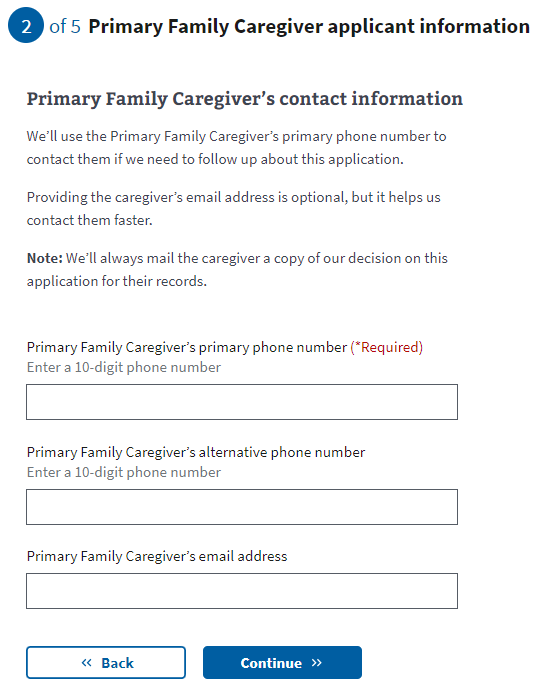 2 of 5 Primary Family Caregiver applicant information
Primary Family Caregiver’s contact information
We’ll use the Primary Family Caregiver’s primary phone number to
contact them if we need to follow up about this application.
Providing the caregiver’s email address is optional, but it helps us
contact them faster.
Note: We’ll always mail the caregiver a copy of our decision on this
application for their records.
Primary Family Caregiver’s primary phone number (*Required)
Enter a 10-digit phone number
Primary Family Caregiver’s alternative phone number
Enter a 10-digit phone number
Primary Family Caregiver’s email address
« Back
Continue »